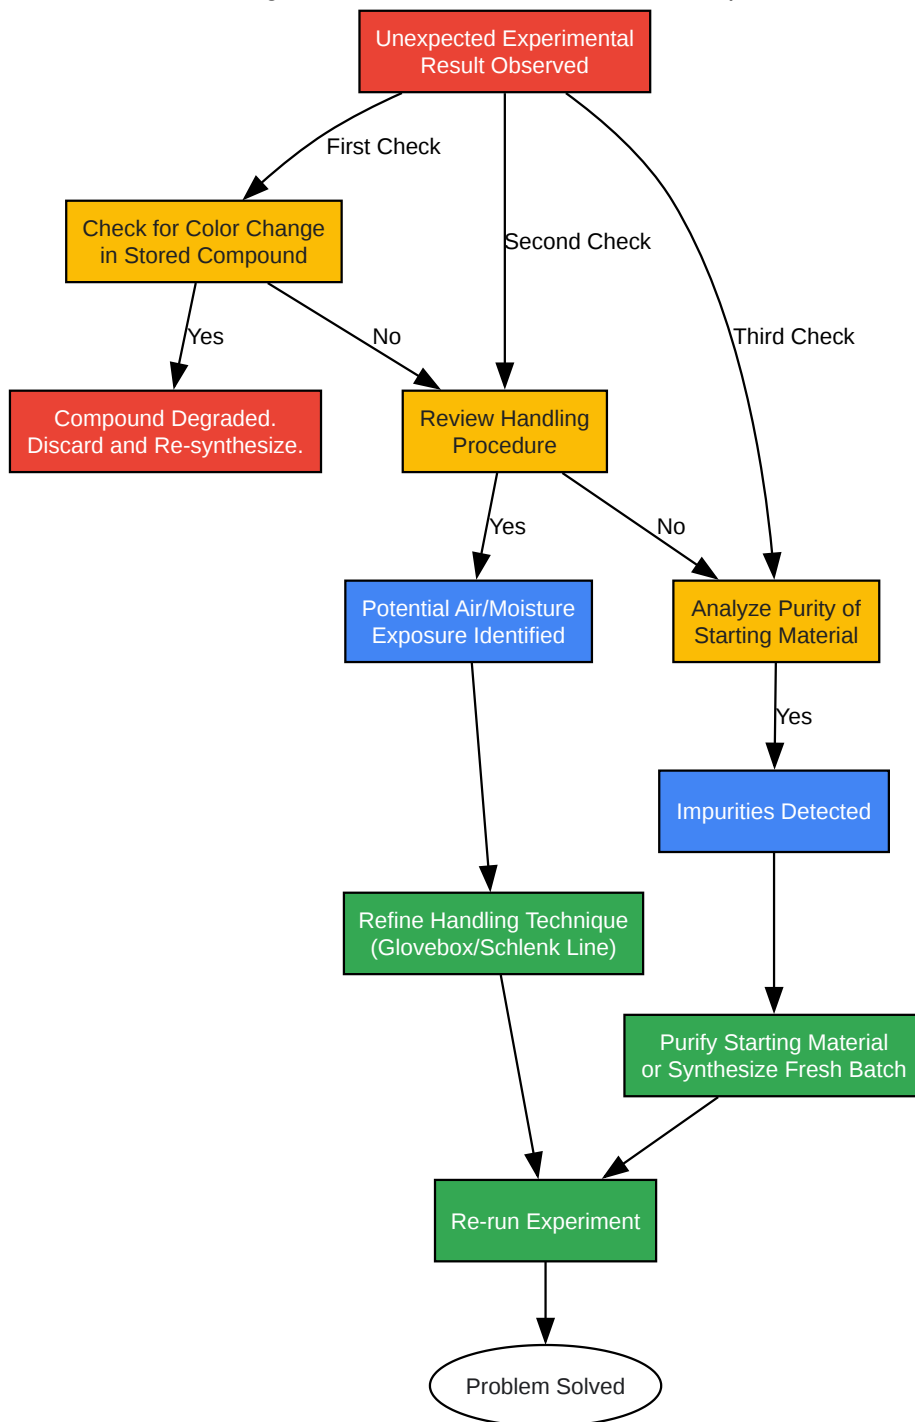 Unexpected Experimental
Result Observed
First Check
Check for Color Change
in Stored Compound
Second Check
Third Check
Yes
No
Compound Degraded.
Discard and Re-synthesize.
Review Handling
Procedure
Yes
No
Potential Air/Moisture
Exposure Identified
Analyze Purity of
Starting Material
Yes
Impurities Detected
Refine Handling Technique
(Glovebox/Schlenk Line)
Purify Starting Material
or Synthesize Fresh Batch
Re-run Experiment
Problem Solved